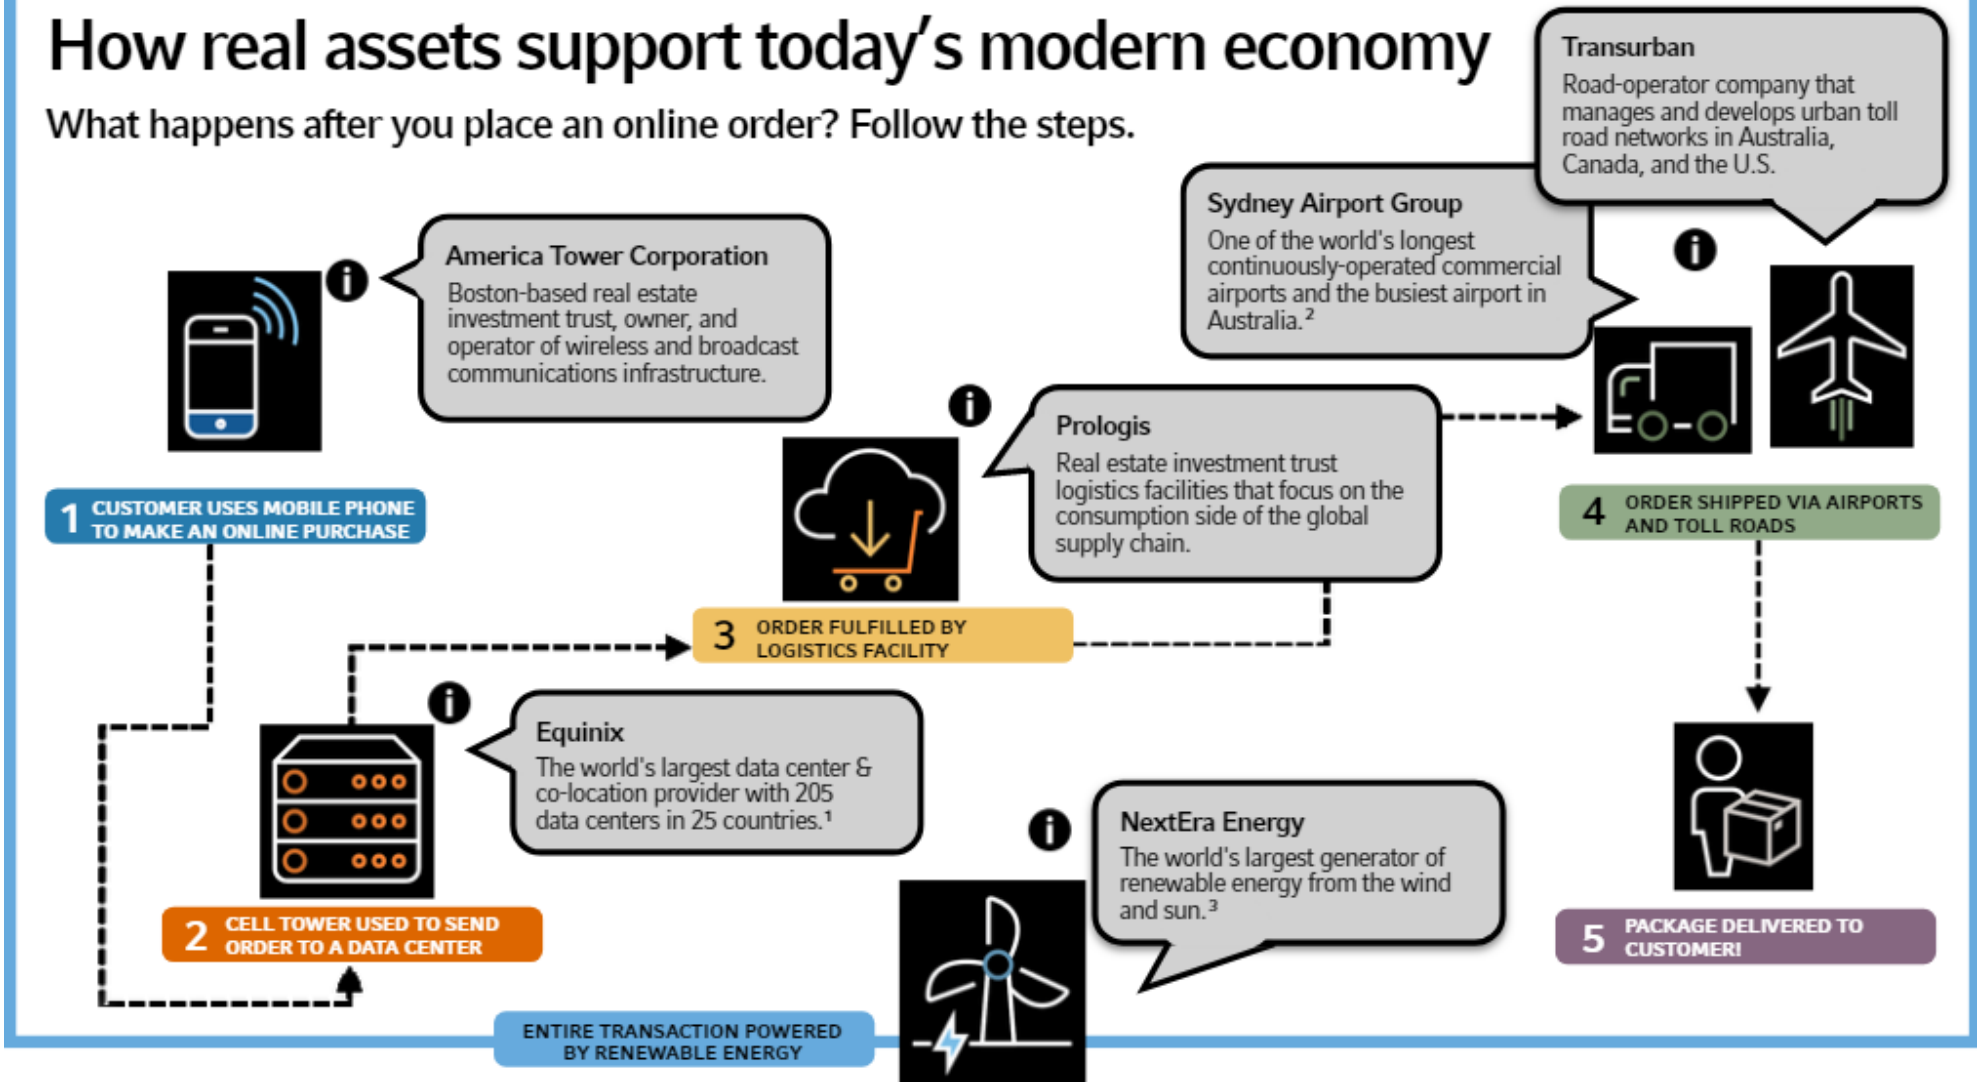 How real assets support today's modern economy
What happens after you place an online order? Follow the steps.
Transurban
Road-operator company that
manages and develops urban toll
road networks in Australia,
Canada, and the U.S.
Sydney Airport Group
One of the world's longest
continuously-operated commercial
airports and the busiest airport in
Australia.²
i
America Tower Corporation
Boston-based real estate
investment trust, owner, and
operator of wireless and broadcast
communications infrastructure.
i
1 CUSTOMER USES MOBILE PHONE
TO MAKE AN ONLINE PURCHASE
i
Prologis
Real estate investment trust
logistics facilities that focus on the
consumption side of the global
supply chain.
4 ORDER SHIPPED VIA AIRPORTS
AND TOLL ROADS
3 ORDER FULFILLED BY
LOGISTICS FACILITY
i
Equinix
The world's largest data center &
co-location provider with 205
data centers in 25 countries.¹
2 CELL TOWER USED TO SEND
ORDER TO A DATA CENTER
i
NextEra Energy
The world's largest generator of
renewable energy from the wind
and sun.³
5 PACKAGE DELIVERED TO
CUSTOMER!
ENTIRE TRANSACTION POWERED
BY RENEWABLE ENERGY